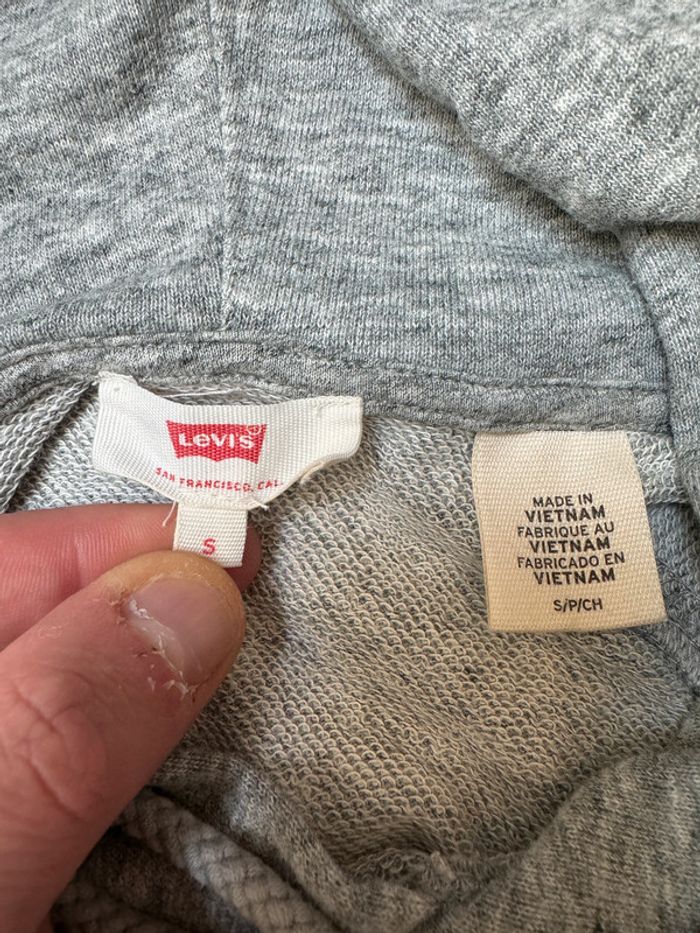 Levi's
SAN FRANCISCO, CAL.
S
MADE IN
VIETNAM
FABRIQUE AU
VIETNAM
FABRICADO EN
VIETNAM
S/P/CH